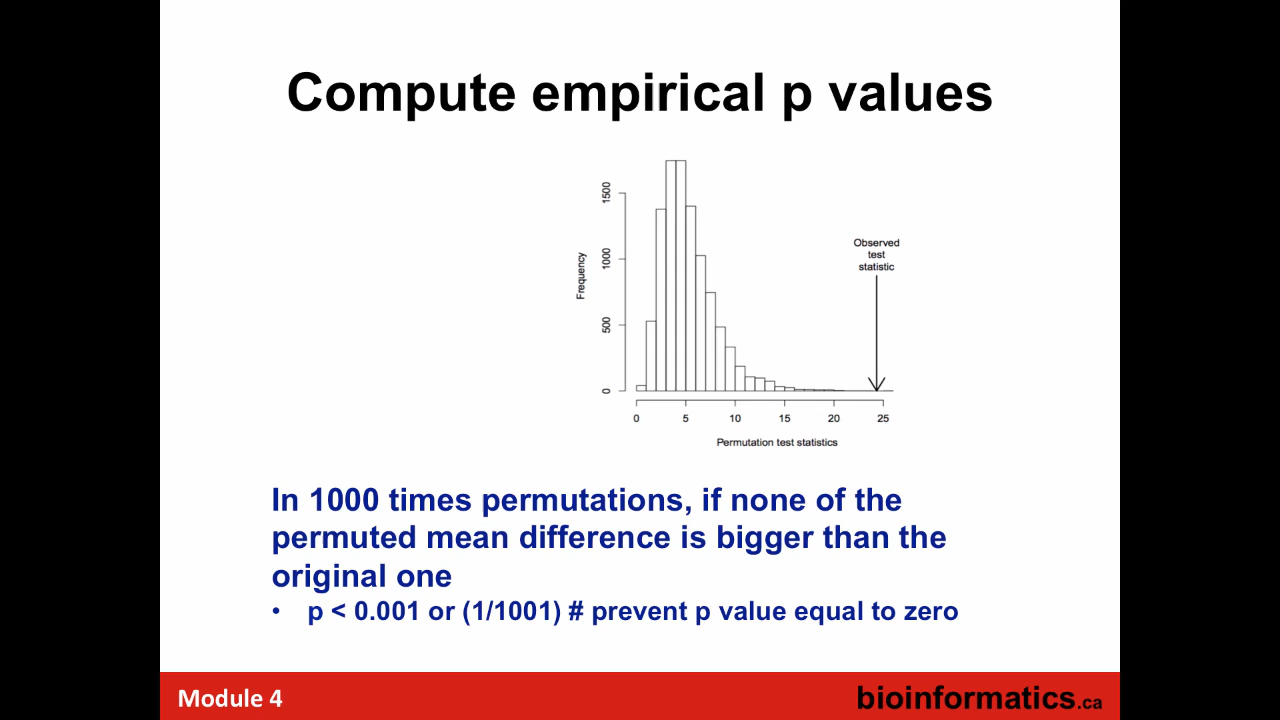 Compute empirical p values
Frequency
0
500
1000
1500
Observed
test
statistic
0 5 10 15 20 25
Permutation test statistics
In 1000 times permutations, if none of the
permuted mean difference is bigger than the
original one
• p < 0.001 or (1/1001) # prevent p value equal to zero
Module 4
bioinformatics.ca